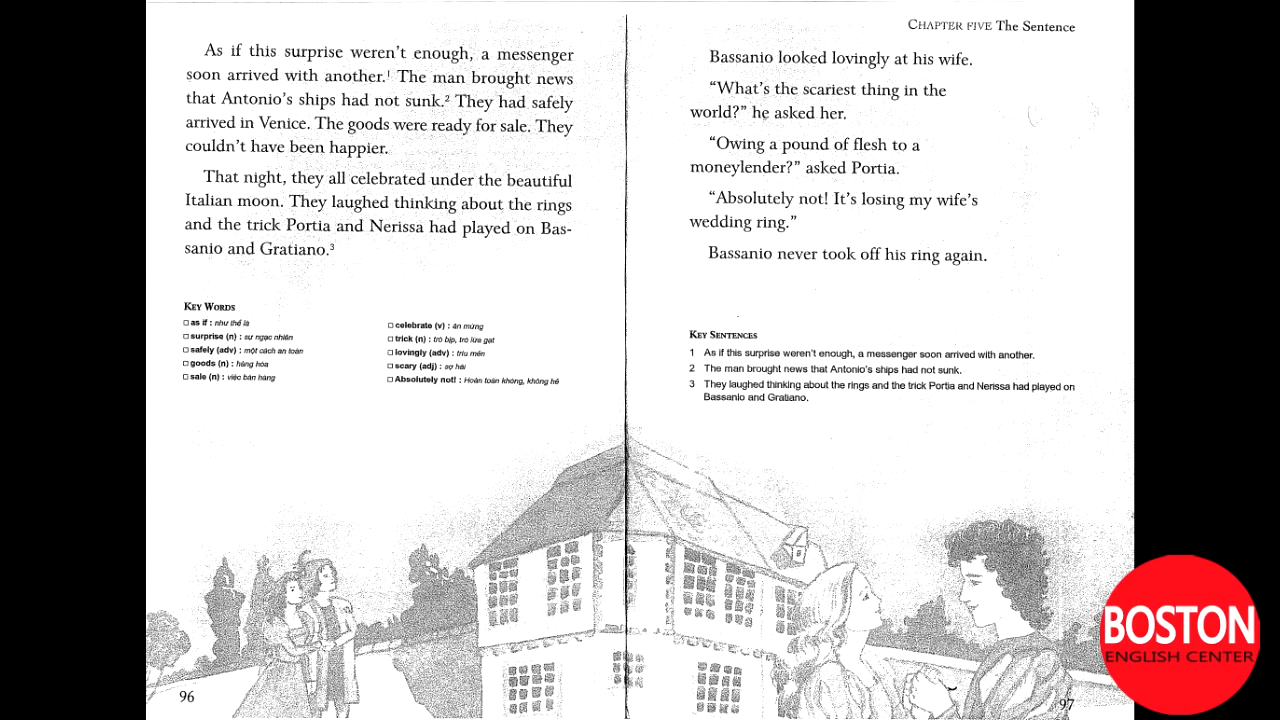 As if this surprise weren't enough, a messenger
soon arrived with another.¹ The man brought news
that Antonio's ships had not sunk.² They had safely
arrived in Venice. The goods were ready for sale. They
couldn't have been happier.
That night, they all celebrated under the beautiful
Italian moon. They laughed thinking about the rings
and the trick Portia and Nerissa had played on Bas-
sanio and Gratiano.³
KEY WORDS
□ as if : như thể là
□ surprise (n) : sự ngạc nhiên
□ safely (adv) : một cách an toàn
□ goods (n) : hàng hóa
□ sale (n) : việc bán hàng
□ celebrate (v) : ăn mừng
□ trick (n) : trò bịp, trò lừa gạt
□ lovingly (adv) : trìu mến
□ scary (adj) : sợ hãi
□ Absolutely not! : Hoàn toàn không, không hề
96
CHAPTER FIVE The Sentence
Bassanio looked lovingly at his wife.
“What's the scariest thing in the
world?” he asked her.
“Owing a pound of flesh to a
moneylender?” asked Portia.
“Absolutely not! It's losing my wife's
wedding ring.”
Bassanio never took off his ring again.
KEY SENTENCES
1 As if this surprise weren't enough, a messenger soon arrived with another.
2 The man brought news that Antonio's ships had not sunk.
3 They laughed thinking about the rings and the trick Portia and Nerissa had played on
Bassanio and Gratiano.
97
BOSTON
ENGLISH CENTER